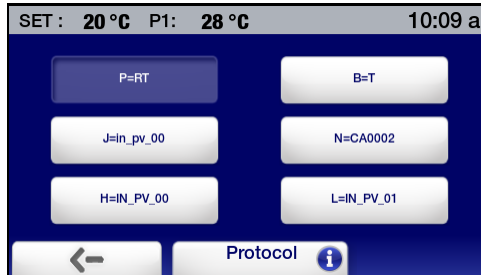 SET : 20 °C P1: 28 °C 10:09 a
P=RT B=T
J=in_pv_00 N=CA0002
H=IN_PV_00 L=IN_PV_01
Protocol i